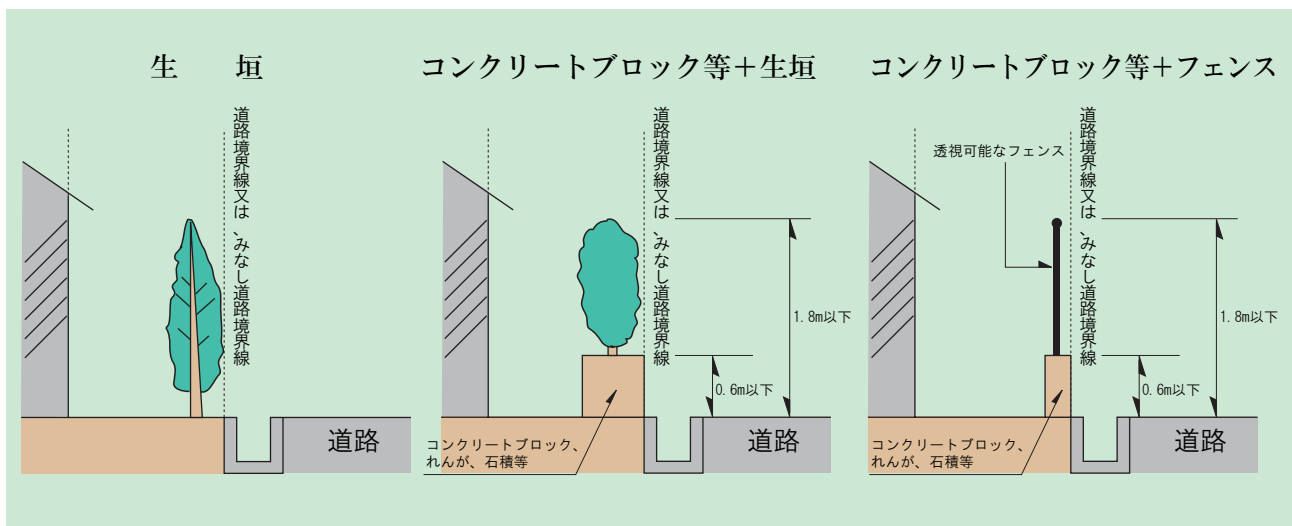 生　垣
道路境界線又は、みなし道路境界線
道路
コンクリートブロック等＋生垣
道路境界線又は、みなし道路境界線
1.8m以下
0.6m以下
コンクリートブロック、
れんが、石積等
道路
コンクリートブロック等＋フェンス
透視可能なフェンス
道路境界線又は、みなし道路境界線
1.8m以下
0.6m以下
コンクリートブロック、
れんが、石積等
道路